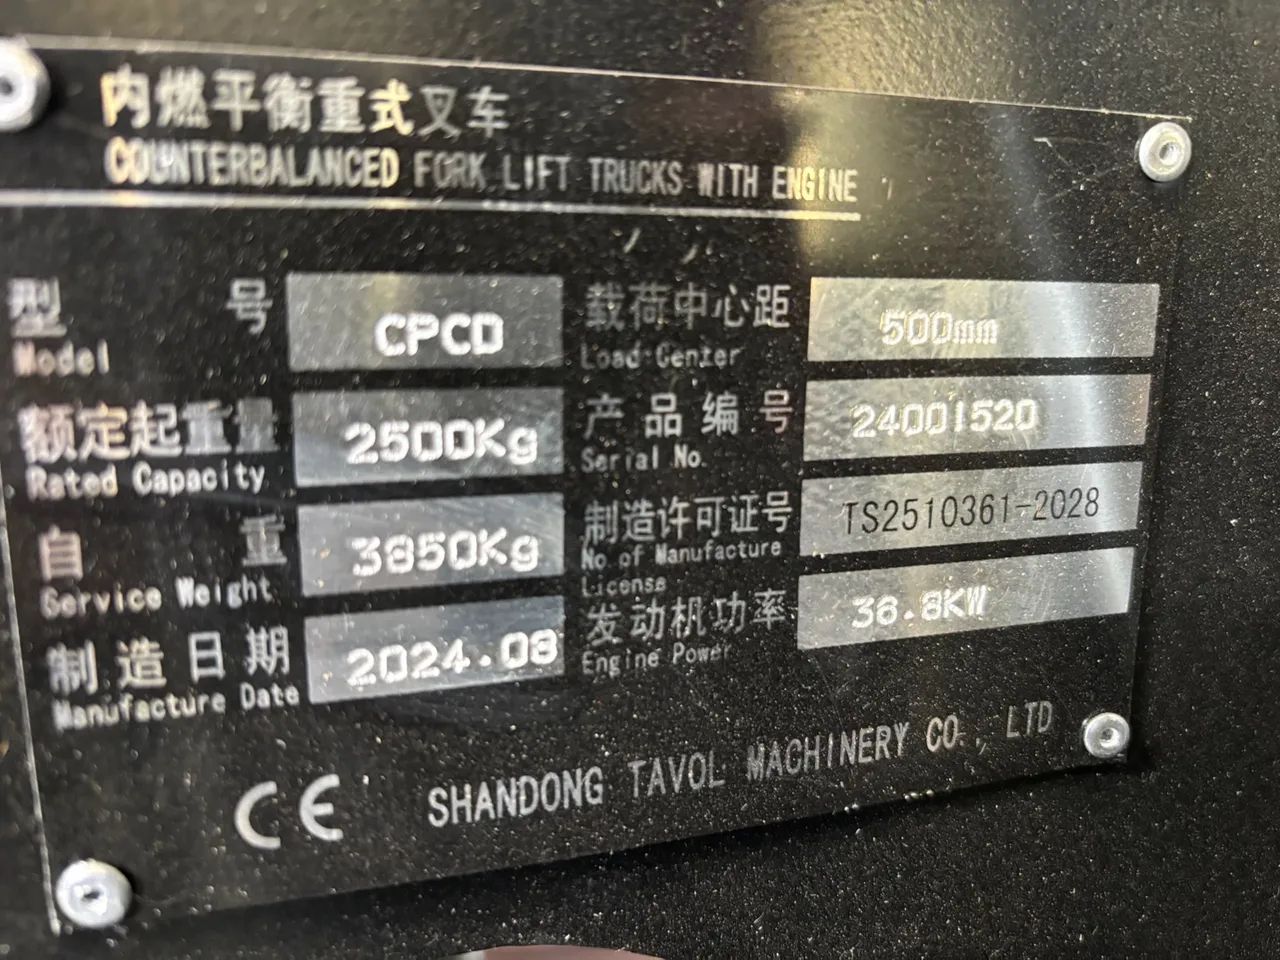 内燃平衡重式叉车
COUNTERBALANCED FORK LIFT TRUCKS WITH ENGINE
型号 CPCD
Model
额定起重量 2500Kg
Rated Capacity
自重 3850Kg
Service Weight
制造日期 2024.08
Manufacture Date
载荷中心距 500mm
Load Center
产品编号 24001520
Serial No.
制造许可证号 TS2510361-2028
No of Manufacture
License
发动机功率 36.8KW
Engine Power
CE SHANDONG TAVOL MACHINERY CO., LTD